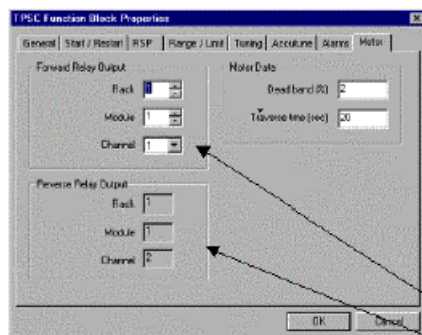 TPSC Function Block Properties
General Start / Restart RSP Range / Limit Tuning Accutune Alarms Motor
Forward Relay Output
Rack 1
Module 1
Channel 1
Motor Data
Dead band (%) 2
Traverse time (sec) 20
Reverse Relay Output
Rack 1
Module 1
Channel 2
OK Cancel